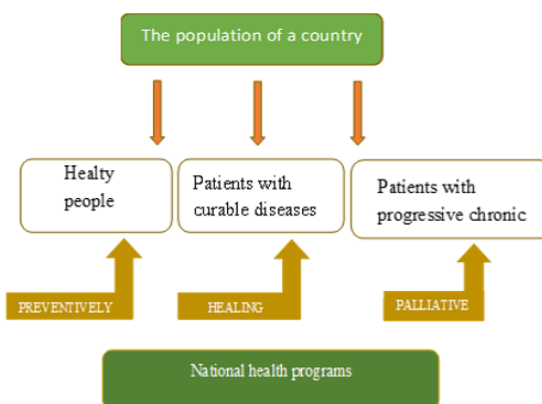 The population of a country
Healty
people
Patients with
curable diseases
Patients with
progressive chronic
PREVENTIVELY
HEALING
PALLIATIVE
National health programs